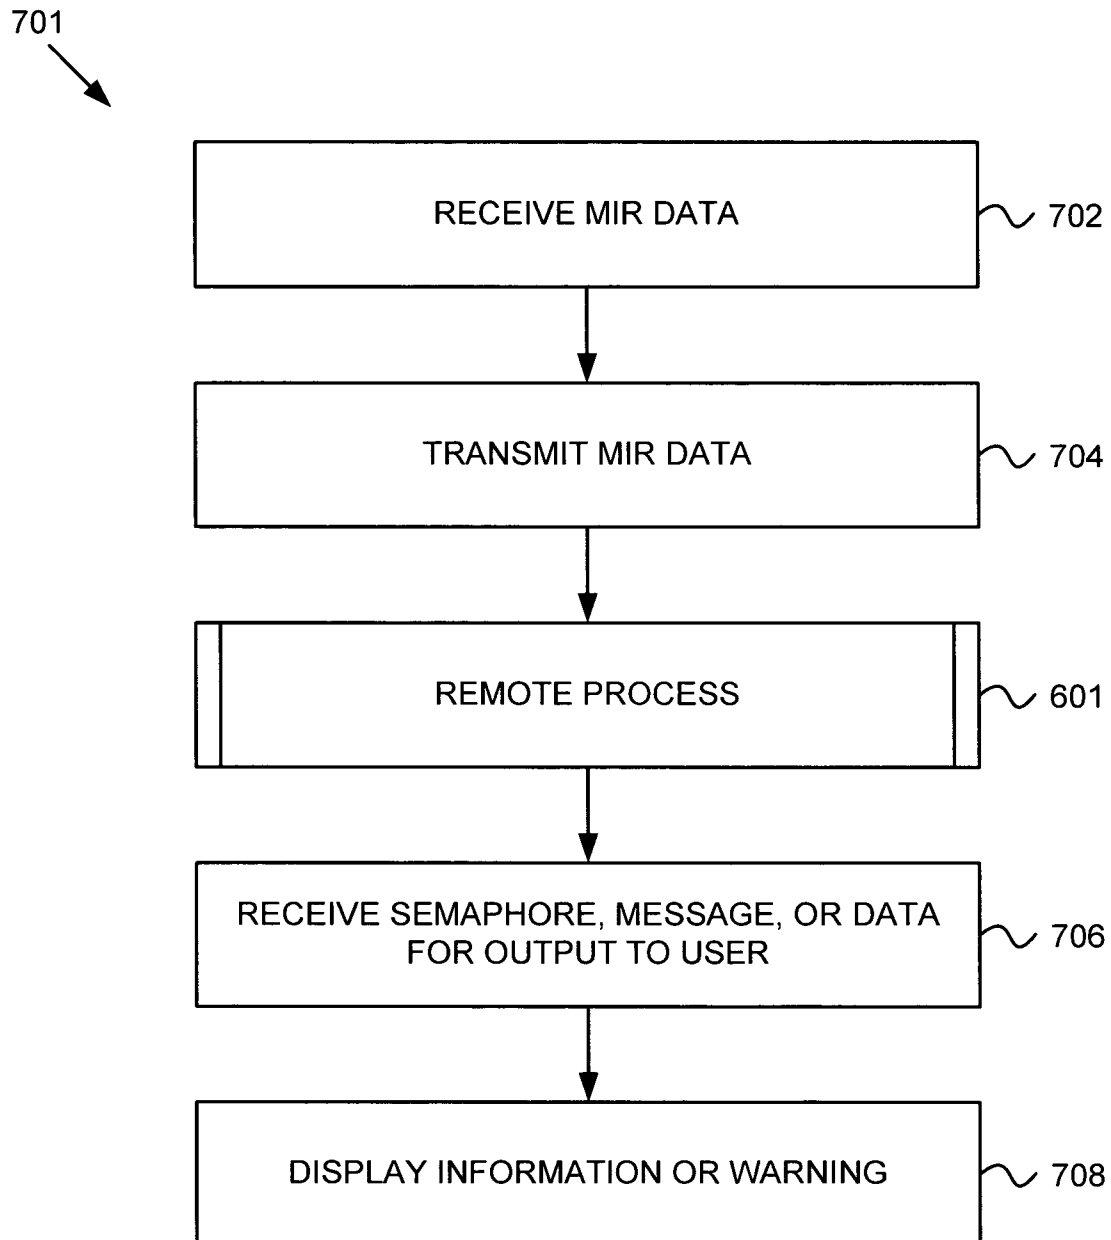 701
RECEIVE MIR DATA
702
TRANSMIT MIR DATA
704
REMOTE PROCESS
601
RECEIVE SEMAPHORE, MESSAGE, OR DATA
FOR OUTPUT TO USER
706
DISPLAY INFORMATION OR WARNING
708